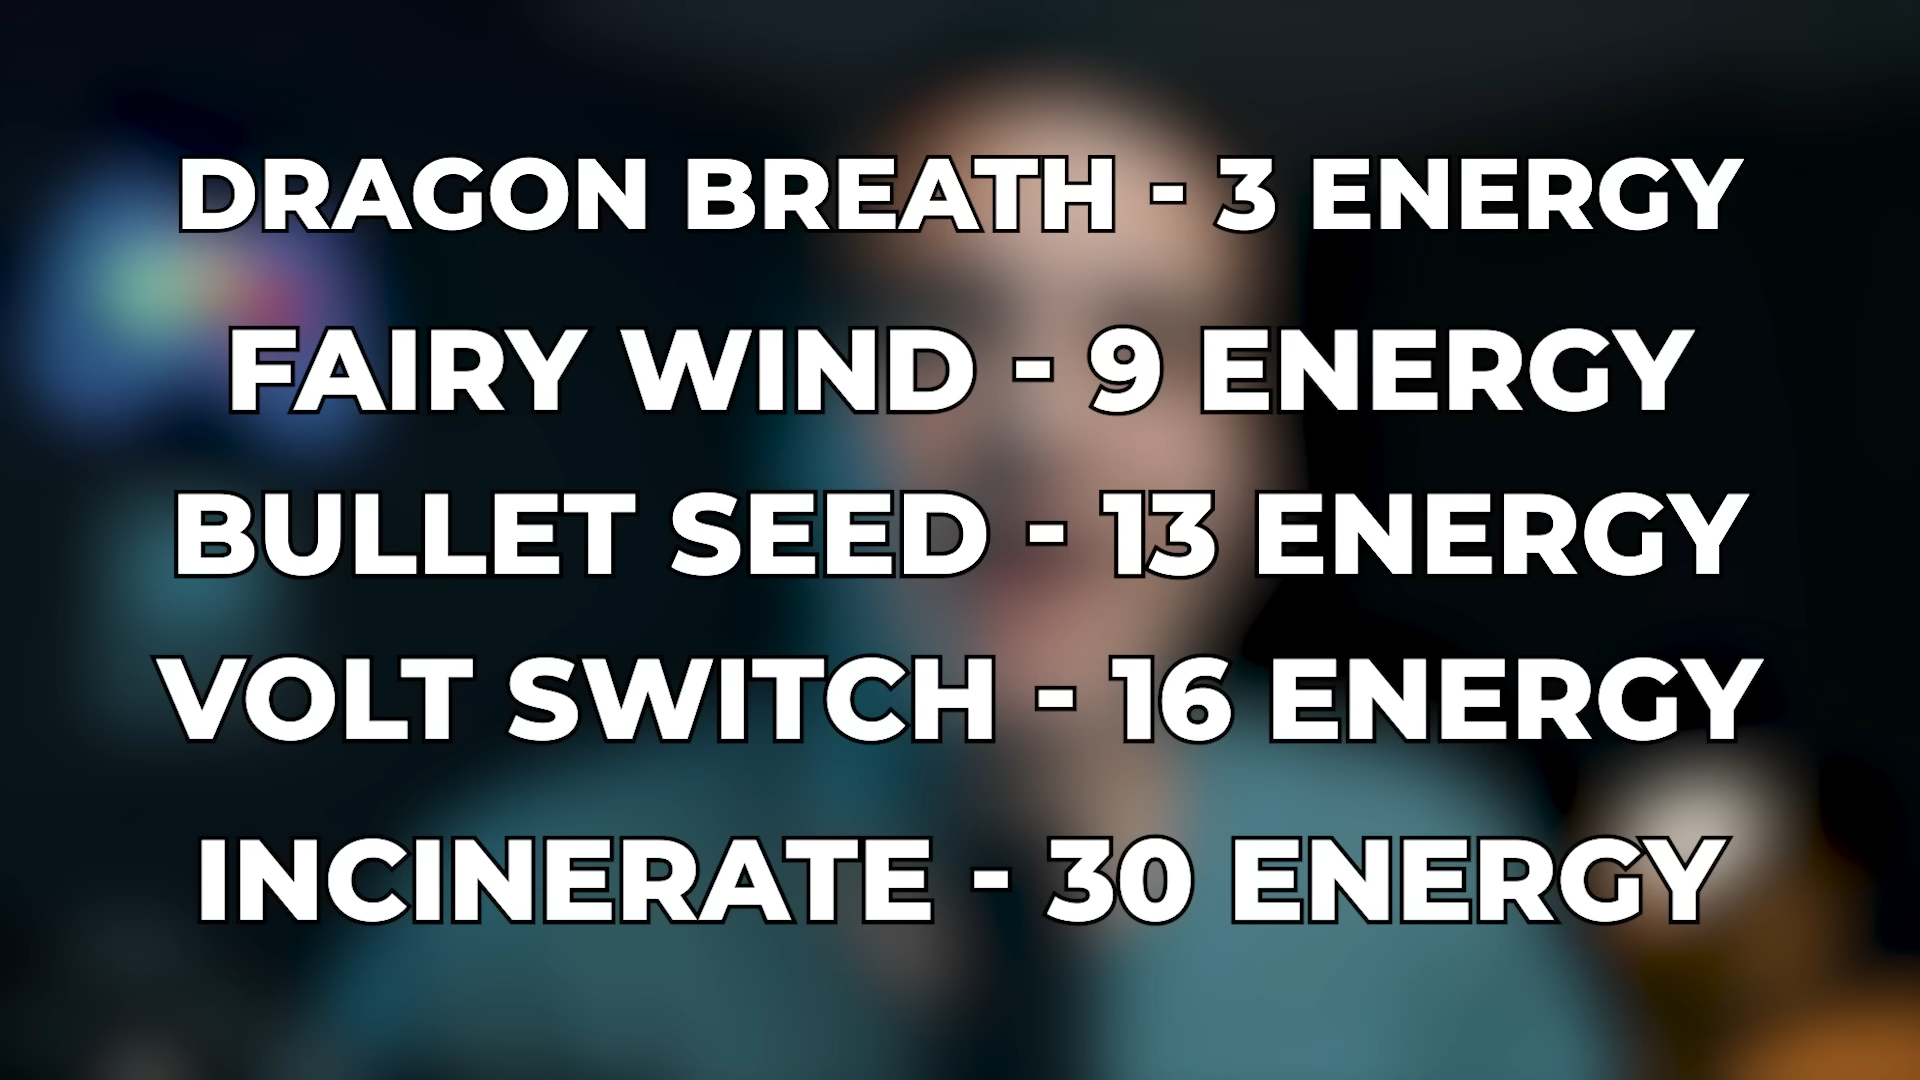 DRAGON BREATH - 3 ENERGY
FAIRY WIND - 9 ENERGY
BULLET SEED - 13 ENERGY
VOLT SWITCH - 16 ENERGY
INCINERATE - 30 ENERGY